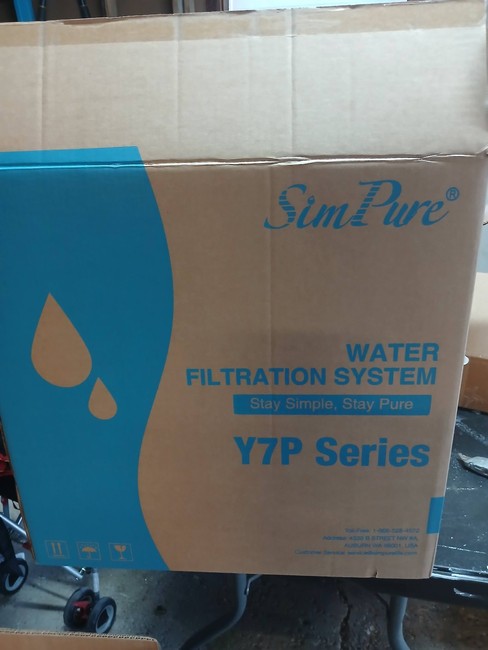 SimPure®
WATER
FILTRATION SYSTEM
Stay Simple, Stay Pure
Y7P Series